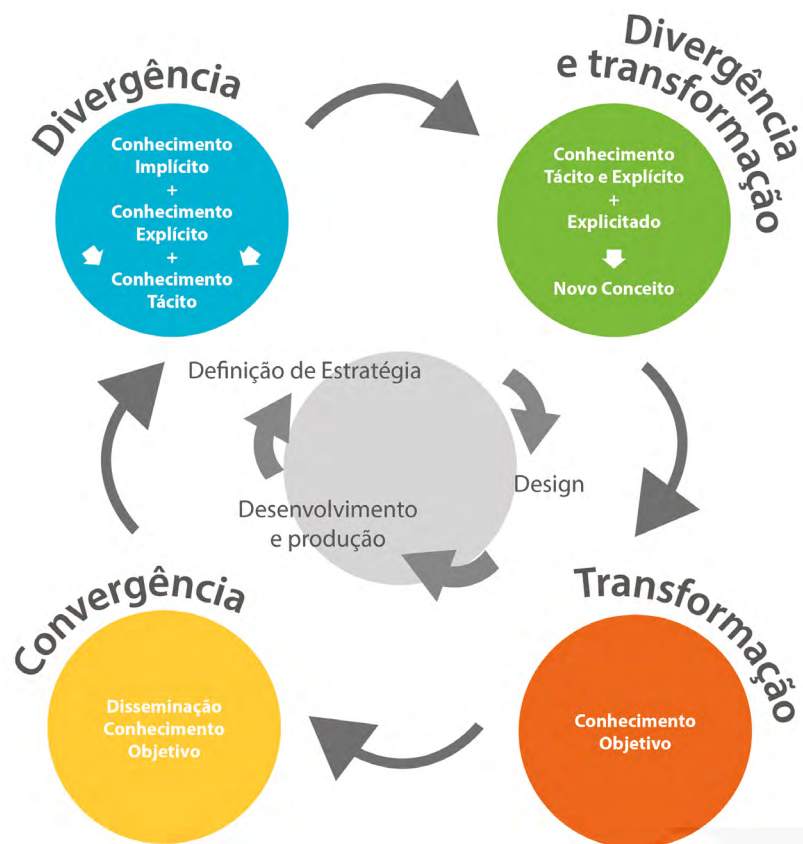 Divergência
Conhecimento
Implícito
+
Conhecimento
Explícito
+
Conhecimento
Tácito
Divergência
e transformação
Conhecimento
Tácito e Explícito
+
Explicitado
Novo Conceito
Definição de Estratégia
Design
Desenvolvimento
e produção
Convergência
Disseminação
Conhecimento
Objetivo
Transformação
Conhecimento
Objetivo